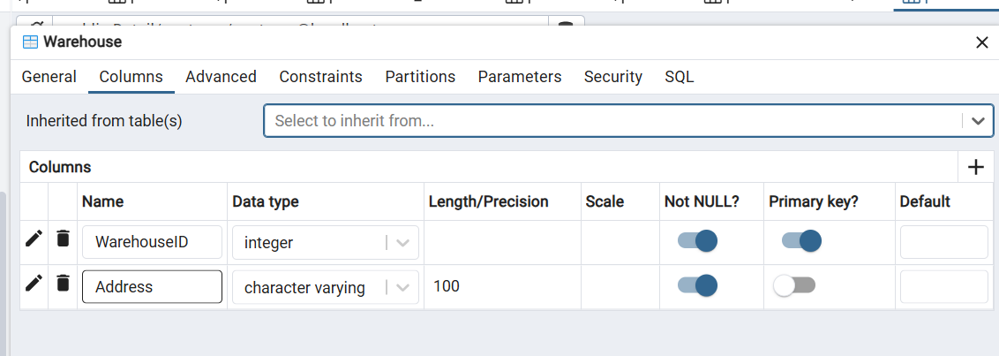 Warehouse
General Columns Advanced Constraints Partitions Parameters Security SQL
Inherited from table(s) Select to inherit from...
Columns
Name Data type Length/Precision Scale Not NULL? Primary key? Default
WarehouseID integer
Address character varying 100